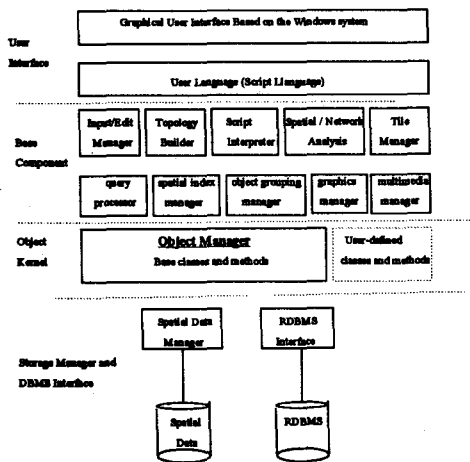 Graphical User Interface Based on the Windows system
User
Interface
User Language (Script Llanguage)
Input/Edit
Manager
Topology
Builder
Script
Interpreter
Spatial / Network
Analysis
Tile
Manager
Base
Component
query
processor
spatial index
manager
object grouping
manager
graphics
manager
multimedia
manager
Object
Kernel
Object Manager
Base classes and methods
User-defined
classes and methods
Spatial Data
Manager
RDBMS
Interface
Storage Manager and
DBMS Interface
Spatial
Data
RDBMS